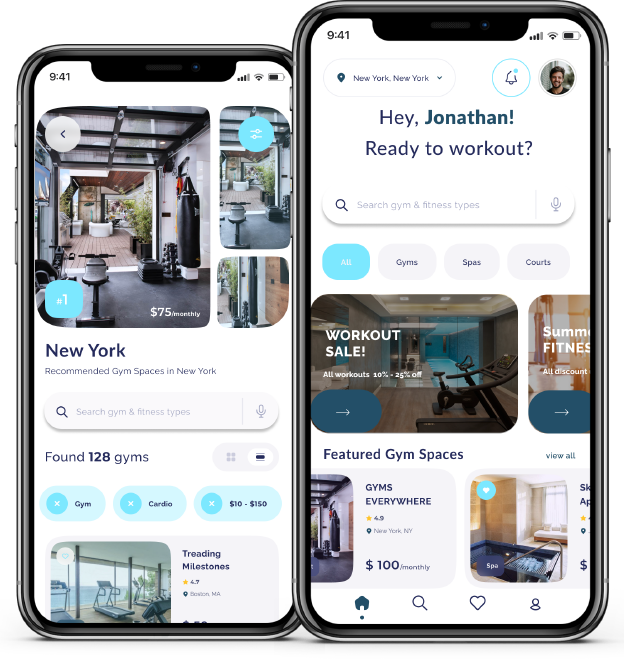 9:41
#1
$75/monthly
New York
Recommended Gym Spaces in New York
Search gym & fitness types
Found 128 gyms
Gym
Cardio
$10 - $150
Treading
Milestones
4.7
Boston, MA.
9:41
New York, New York
Hey, Jonathan!
Ready to workout?
Search gym & fitness types
All
Gyms
Spas
Courts
WORKOUT
SALE!
All workouts 10% - 25% off
Summe
FITNES
All discount
Featured Gym Spaces
view all
GYMS
EVERYWHERE
4.9
New York, NY
$ 100/monthly
Spa
Sk
Ap